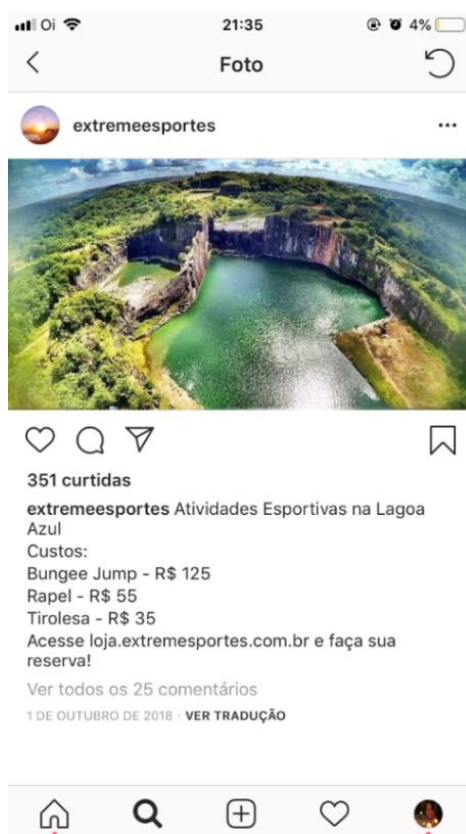 Oi 21:35 4%
Foto
extremeesportes
351 curtidas
extremeesportes Atividades Esportivas na Lagoa
Azul
Custos:
Bungee Jump - R$ 125
Rapel - R$ 55
Tirolesa - R$ 35
Acesse loja.extremesportes.com.br e faça sua
reserva!
Ver todos os 25 comentários
1 DE OUTUBRO DE 2018 · VER TRADUÇÃO